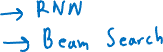 → RNN
→ Beam Search